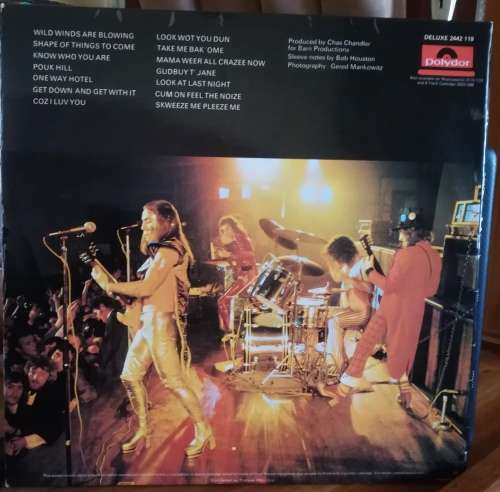 WILD WINDS ARE BLOWING
SHAPE OF THINGS TO COME
KNOW WHO YOU ARE
POUK HILL
ONE WAY HOTEL
GET DOWN AND GET WITH IT
COZ I LUV YOU
LOOK WOT YOU DUN
TAKE ME BAK 'OME
MAMA WEER ALL CRAZEE NOW
GUDBUY T' JANE
LOOK AT LAST NIGHT
CUM ON FEEL THE NOIZE
SKWEEZE ME PLEEZE ME
Produced by Chas Chandler
for Barn Productions
Sleeve notes by Bob Houston
Photography Gered Mankowitz
DELUXE 2442 119
Polydor